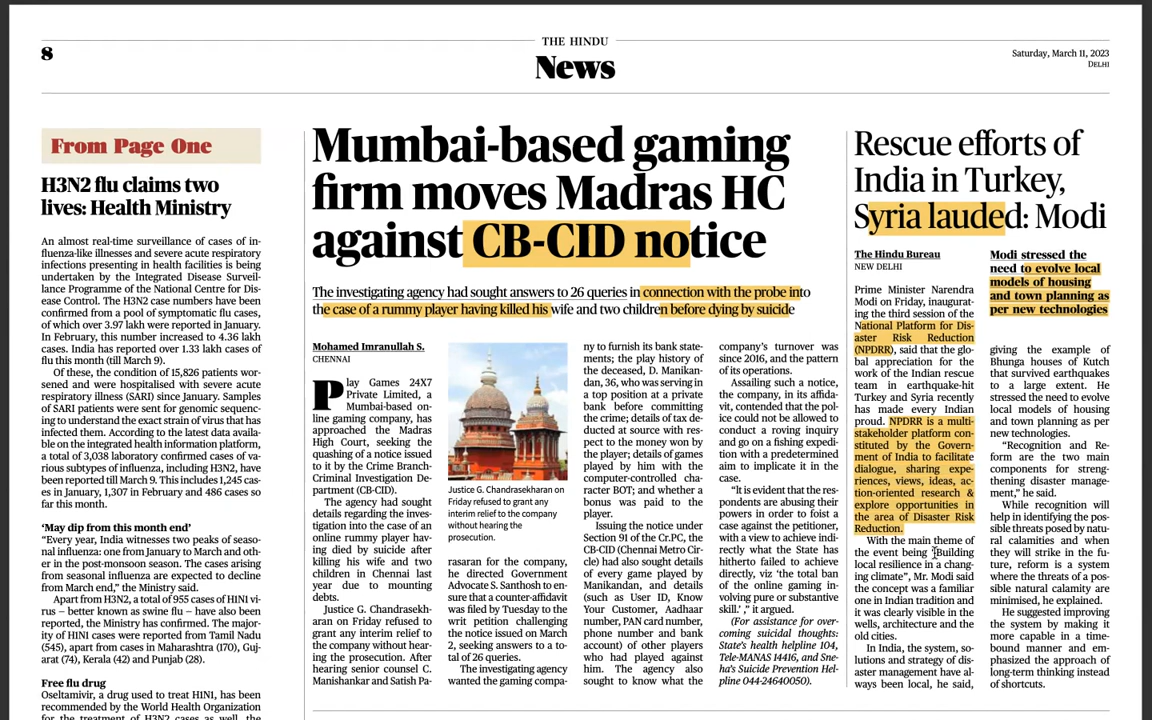 8
THE HINDU
News
Saturday, March 11, 2023
DELHI
From Page One
H3N2 flu claims two
lives: Health Ministry
An almost real-time surveillance of cases of in-
fluenza-like illnesses and severe acute respiratory
infections presenting in health facilities is being
undertaken by the Integrated Disease Surveil-
lance Programme of the National Centre for Dis-
ease Control. The H3N2 case numbers have been
confirmed from a pool of symptomatic flu cases,
of which over 3.97 lakh were reported in January.
In February, this number increased to 4.36 lakh
cases. India has reported over 1.33 lakh cases of
flu this month (till March 9).
Of these, the condition of 15,826 patients wor-
sened and were hospitalised with severe acute
respiratory illness (SARI) since January. Samples
of SARI patients were sent for genomic sequenc-
ing to understand the exact strain of virus that has
infected them. According to the latest data availa-
ble on the integrated health information platform,
a total of 3,038 laboratory confirmed cases of va-
rious subtypes of influenza, including H3N2, have
been reported till March 9. This includes 1,245 cas-
es in January, 1,307 in February and 486 cases so
far this month.
‘May dip from this month end’
“Every year, India witnesses two peaks of seaso-
nal influenza: one from January to March and oth-
er in the post-monsoon season. The cases arising
from seasonal influenza are expected to decline
from March end,” the Ministry said.
Apart from H3N2, a total of 955 cases of H1N1 vi-
rus – better known as swine flu – have also been
reported, the Ministry has confirmed. The major-
ity of H1N1 cases were reported from Tamil Nadu
(545), apart from cases in Maharashtra (170), Guj-
arat (74), Kerala (42) and Punjab (28).
Free flu drug
Oseltamivir, a drug used to treat H1N1, has been
recommended by the World Health Organization
for the treatment of H3N2 cases as well, the
Mumbai-based gaming
firm moves Madras HC
against CB-CID notice
The investigating agency had sought answers to 26 queries in connection with the probe into
the case of a rummy player having killed his wife and two children before dying by suicide
Mohamed Imranullah S.
CHENNAI
Play Games 24X7
Private Limited, a
Mumbai-based on-
line gaming company, has
approached the Madras
High Court, seeking the
quashing of a notice issued
to it by the Crime Branch-
Criminal Investigation De-
partment (CB-CID).
The agency had sought
details regarding the inves-
tigation into the case of an
online rummy player hav-
ing died by suicide after
killing his wife and two
children in Chennai last
year due to mounting
debts.
Justice G. Chandrasekh-
aran on Friday refused to
grant any interim relief to
the company without hear-
ing the prosecution. After
hearing senior counsel C.
Manishankar and Satish Pa-
Justice G. Chandrasekharan on
Friday refused to grant any
interim relief to the company
without hearing the
prosecution.
rasaran for the company,
he directed Government
Advocate S. Santhosh to en-
sure that a counter-affidavit
was filed by Tuesday to the
writ petition challenging
the notice issued on March
2, seeking answers to a to-
tal of 26 queries.
The investigating agency
wanted the gaming compa-
ny to furnish its bank state-
ments; the play history of
the deceased, D. Manikan-
dan, 36, who was serving in
a top position at a private
bank before committing
the crime; details of tax de-
ducted at source with res-
pect to the money won by
the player; details of games
played by him with the
computer-controlled cha-
racter BOT; and whether a
bonus was paid to the
player.
Issuing the notice under
Section 91 of the Cr.PC, the
CB-CID (Chennai Metro Cir-
cle) had also sought details
of every game played by
Manikandan, and details
(such as User ID, Know
Your Customer, Aadhaar
number, PAN card number,
phone number and bank
account) of other players
who had played against
him. The agency also
sought to know what the
company’s turnover was
since 2016, and the pattern
of its operations.
Assailing such a notice,
the company, in its affida-
vit, contended that the pol-
ice could not be allowed to
conduct a roving inquiry
and go on a fishing expedi-
tion with a predetermined
aim to implicate it in the
case.
“It is evident that the res-
pondents are abusing their
powers in order to foist a
case against the petitioner,
with a view to achieve indi-
rectly what the State has
hitherto failed to achieve
directly, viz ‘the total ban
of the online gaming in-
volving pure or substantive
skill.’ ,” it argued.
(For assistance for over-
coming suicidal thoughts:
State’s health helpline 104,
Tele-MANAS 14416, and Sne-
ha’s Suicide Prevention Hel-
pline 044-24640050).
Rescue efforts of
India in Turkey,
Syria lauded: Modi
The Hindu Bureau
NEW DELHI
Prime Minister Narendra
Modi on Friday, inaugurat-
ing the third session of the
National Platform for Dis-
aster Risk Reduction
(NPDRR), said that the glo-
bal appreciation for the
work of the Indian rescue
team in earthquake-hit
Turkey and Syria recently
has made every Indian
proud. NPDRR is a multi-
stakeholder platform con-
stituted by the Govern-
ment of India to facilitate
dialogue, sharing expe-
riences, views, ideas, ac-
tion-oriented research &
explore opportunities in
the area of Disaster Risk
Reduction.
With the main theme of
the event being “Building
local resilience in a chang-
ing climate”, Mr. Modi said
the concept was a familiar
one in Indian tradition and
it was clearly visible in the
wells, architecture and the
old cities.
In India, the system, so-
lutions and strategy of dis-
aster management have al-
ways been local, he said,
Modi stressed the
need to evolve local
models of housing
and town planning as
per new technologies
giving the example of
Bhunga houses of Kutch
that survived earthquakes
to a large extent. He
stressed the need to evolve
local models of housing
and town planning as per
new technologies.
“Recognition and Re-
form are the two main
components for streng-
thening disaster manage-
ment,” he said.
While recognition will
help in identifying the pos-
sible threats posed by natu-
ral calamities and when
they will strike in the fu-
ture, reform is a system
where the threats of a pos-
sible natural calamity are
minimised, he explained.
He suggested improving
the system by making it
more capable in a time-
bound manner and em-
phasized the approach of
long-term thinking instead
of shortcuts.